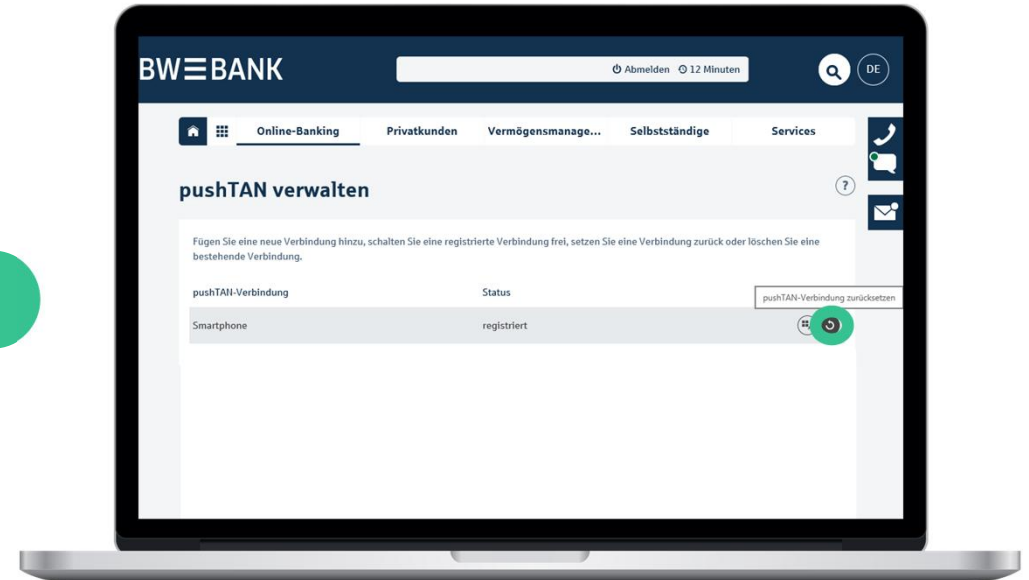 BW BANK
Abmelden 12 Minuten
DE
Online-Banking Privatkunden Vermögensmanage... Selbstständige Services
pushTAN verwalten
?
Fügen Sie eine neue Verbindung hinzu, schalten Sie eine registrierte Verbindung frei, setzen Sie eine Verbindung zurück oder löschen Sie eine
bestehende Verbindung.
pushTAN-Verbindung Status
pushTAN-Verbindung zurücksetzen
Smartphone registriert